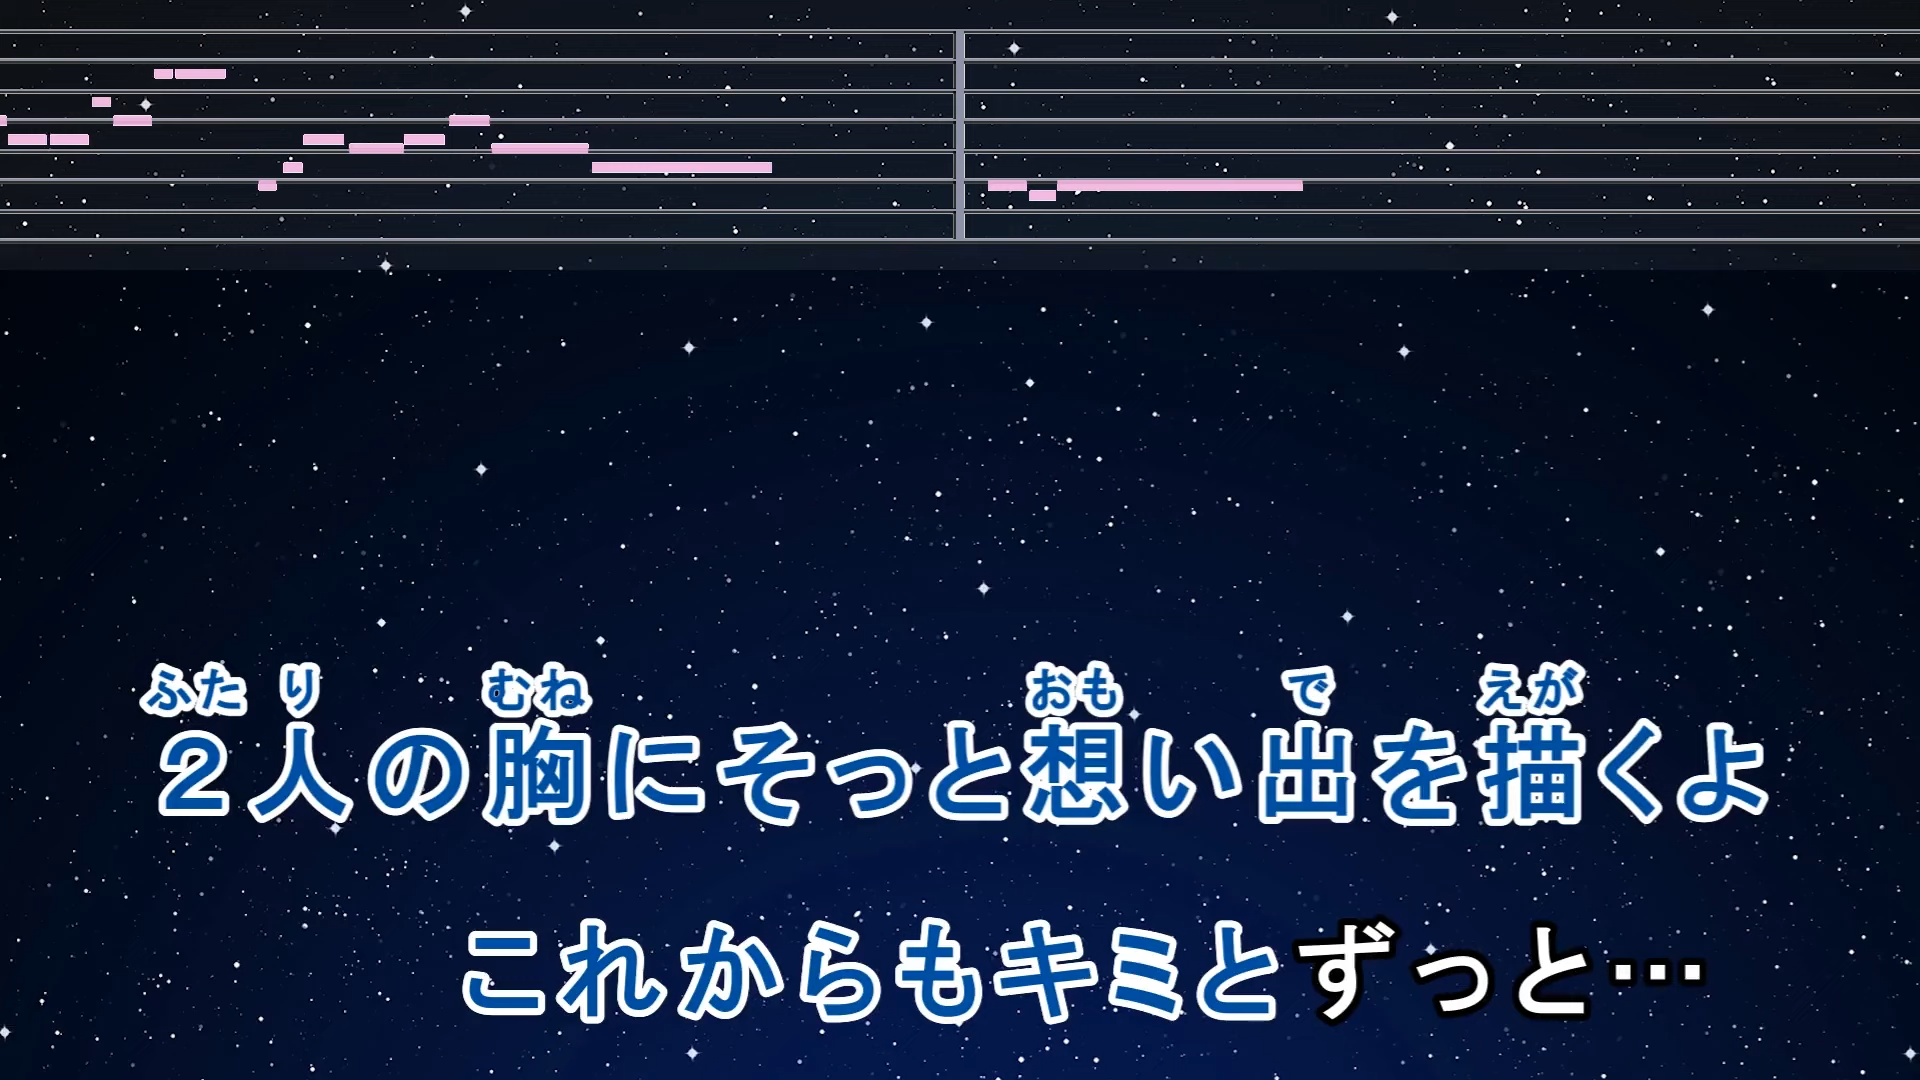 ふた り むね おも で えが
２人の胸にそっと想い出を描くよ
これからもキミとずっと…